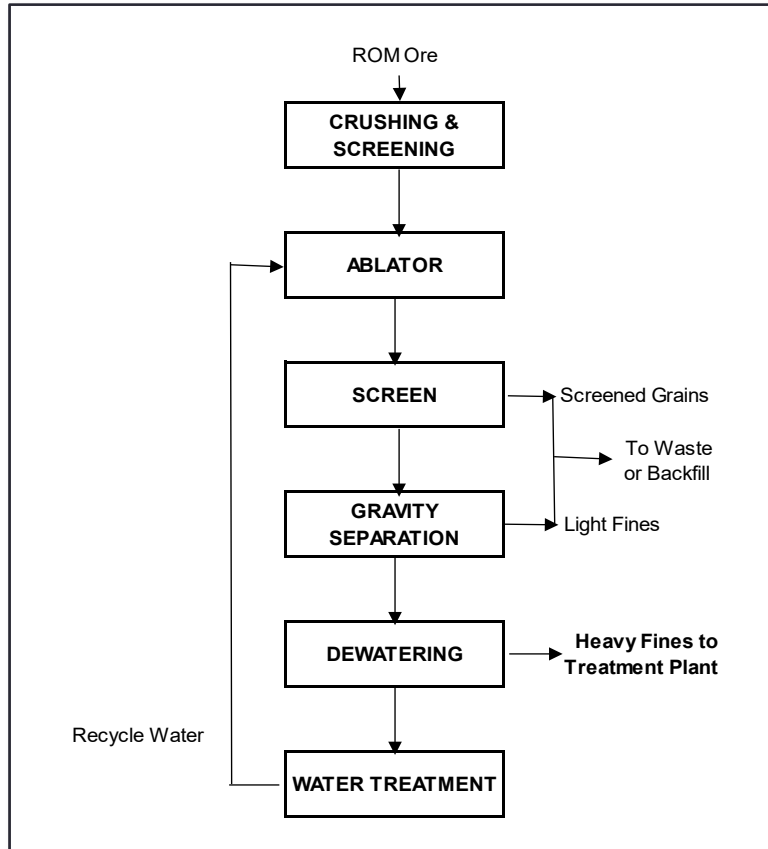 ROM Ore
CRUSHING &
SCREENING
ABLATOR
SCREEN
Screened Grains
To Waste
or Backfill
GRAVITY
SEPARATION
Light Fines
DEWATERING
Heavy Fines to
Treatment Plant
Recycle Water
WATER TREATMENT